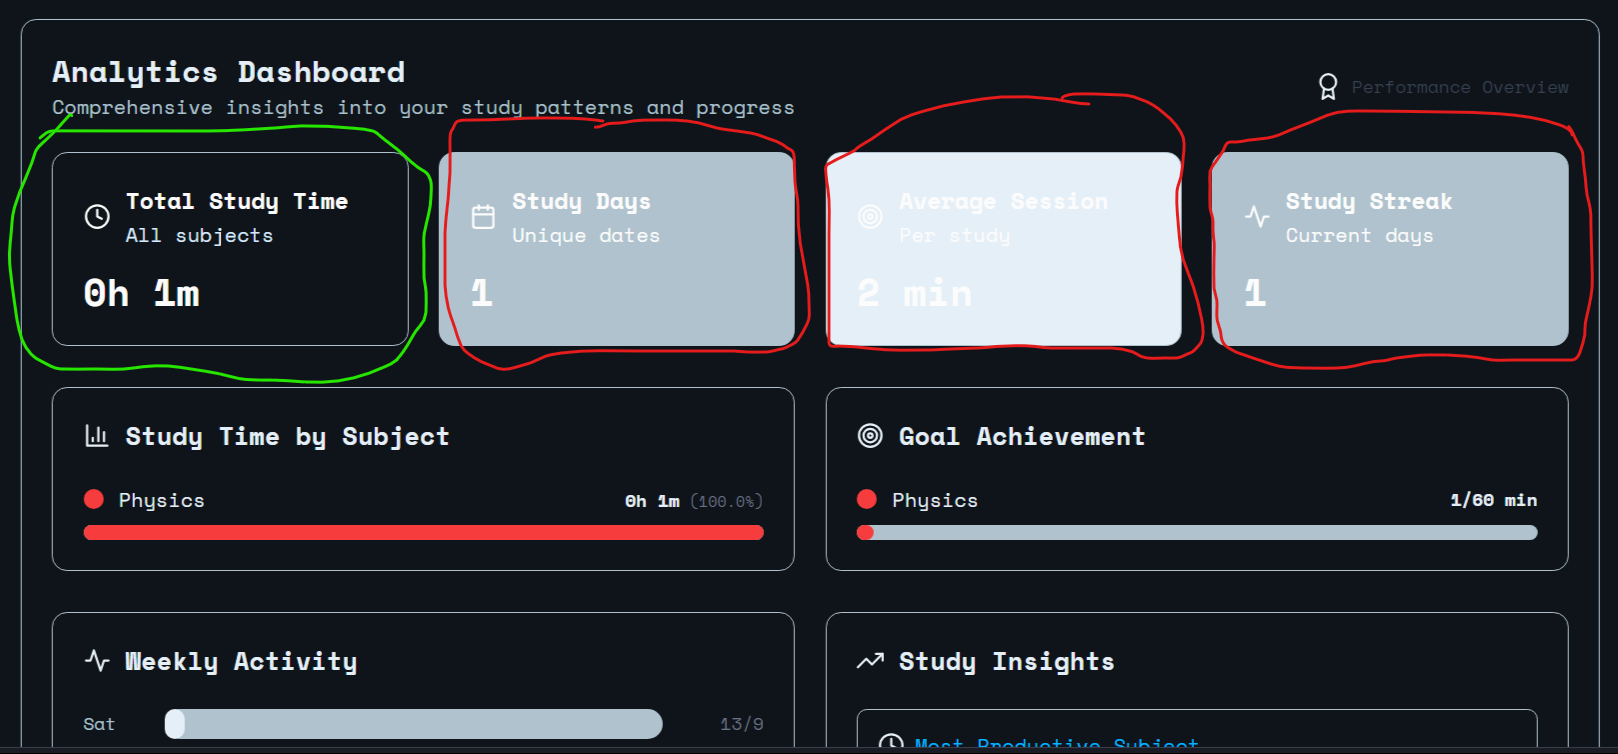 Analytics Dashboard
Comprehensive insights into your study patterns and progress
Performance Overview
Total Study Time
All subjects
0h 1m
Study Days
Unique dates
1
Average Session
Per study
2 min
Study Streak
Current days
1
Study Time by Subject
Physics
0h 1m (100.0%)
Goal Achievement
Physics
1/60 min
Weekly Activity
Sat
13/9
Study Insights
Most Productive Subject